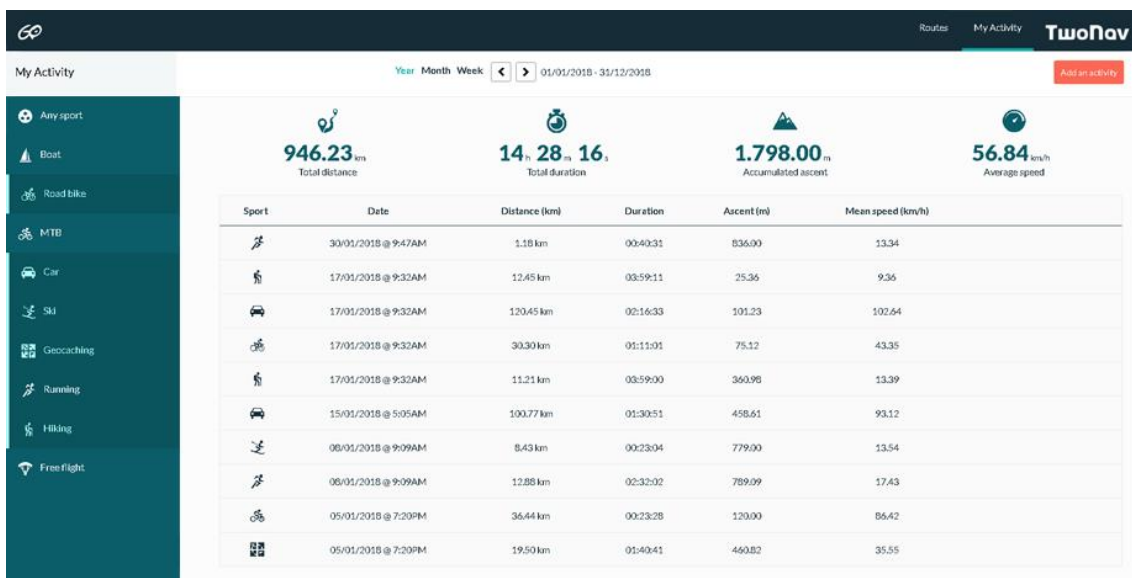 GO
Routes My Activity TwoNav
My Activity
Year Month Week 01/01/2018 - 31/12/2018
Add an activity
Any sport
Boat
Road bike
MTB
Car
Ski
Geocaching
Running
Hiking
Free flight
946.23 km
Total distance
14 h 28 m 16 s
Total duration
1.798.00 m
Accumulated ascent
56.84 km/h
Average speed
Sport Date Distance (km) Duration Ascent (m) Mean speed (km/h)
30/01/2018 @ 9:47AM 1.18 km 00:40:31 836.00 13.34
17/01/2018 @ 9:32AM 12.45 km 03:59:11 25.36 9.36
17/01/2018 @ 9:32AM 120.45 km 02:16:33 101.23 102.64
17/01/2018 @ 9:32AM 30.30 km 01:11:01 75.12 43.35
17/01/2018 @ 9:32AM 11.21 km 03:59:00 360.98 13.39
15/01/2018 @ 5:05AM 100.77 km 01:30:51 458.61 93.12
08/01/2018 @ 9:09AM 8.43 km 00:23:04 779.00 13.54
08/01/2018 @ 9:09AM 12.88 km 02:32:02 789.09 17.43
05/01/2018 @ 7:20PM 36.44 km 00:23:28 120.00 86.42
05/01/2018 @ 7:20PM 19.50 km 01:40:41 460.82 35.55